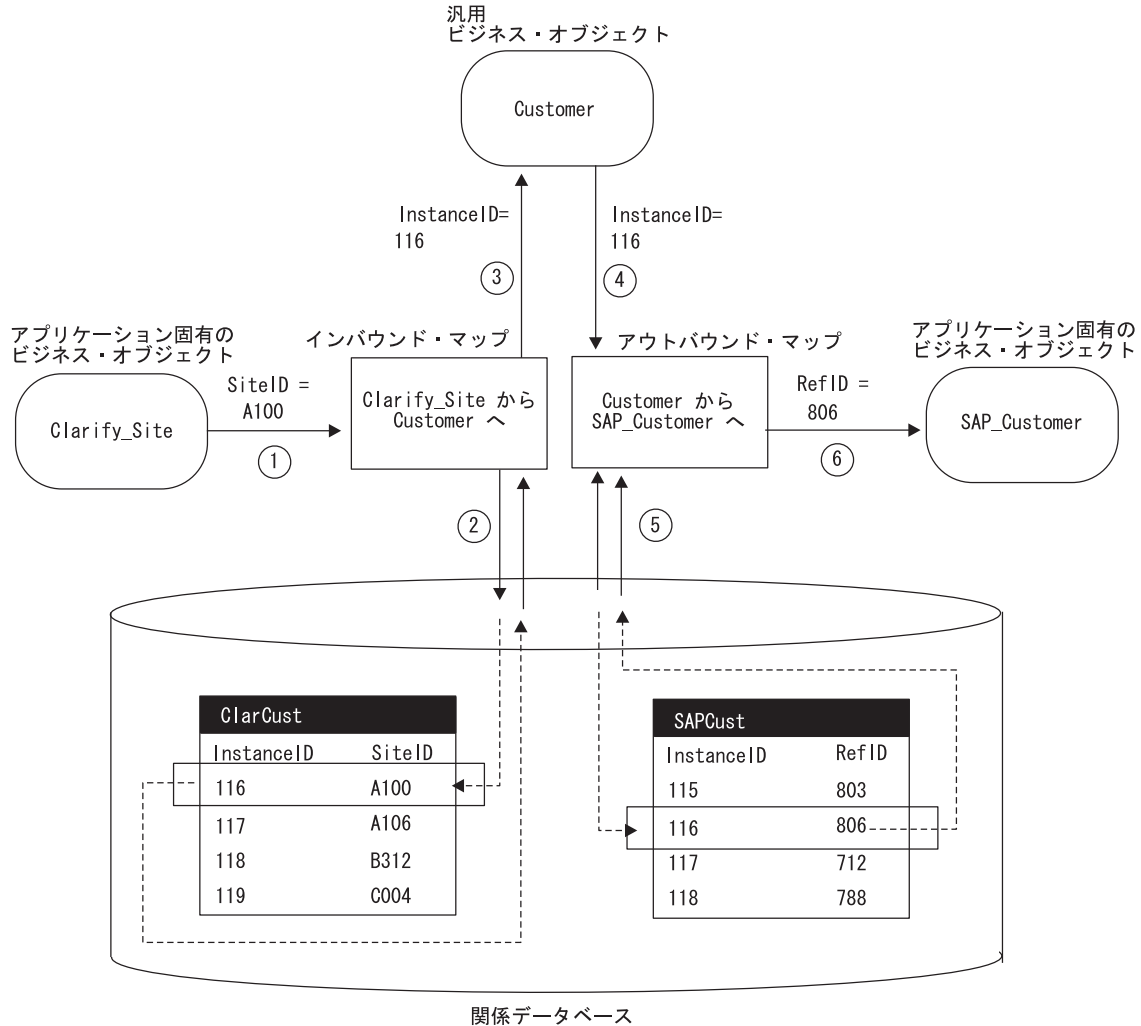 汎用
ビジネス・オブジェクト
Customer
InstanceID=
116
InstanceID=
116
3
4
アプリケーション固有の
ビジネス・オブジェクト
インバウンド・マップ
アウトバウンド・マップ
アプリケーション固有の
ビジネス・オブジェクト
Clarify_Site
SiteID =
A100
1
Clarify_Site から
Customer へ
Customer から
SAP_Customer へ
RefID =
806
6
SAP_Customer
2
5
ClarCust
InstanceID SiteID
116 A100
117 A106
118 B312
119 C004
SAPCust
InstanceID RefID
115 803
116 806
117 712
118 788
関係データベース